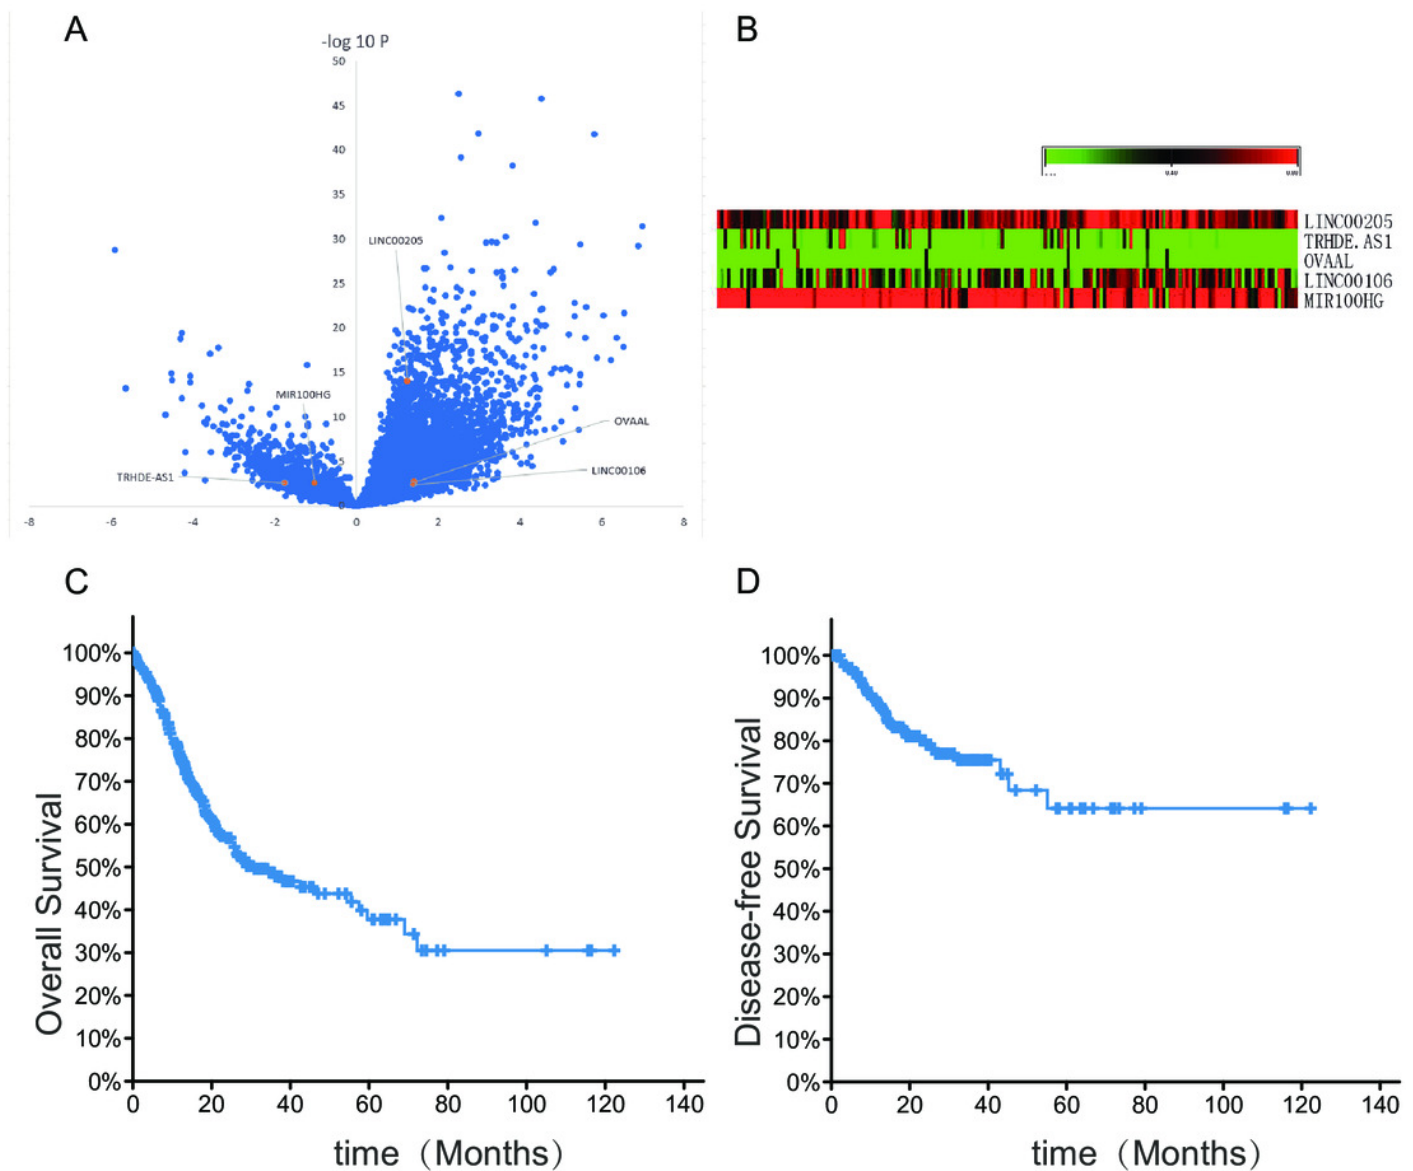 A
-log 10 P
50
45
40
35
30
25
20
15
10
5
0
LINC00205
MIR100HG
OVAAL
TRHDE-AS1
LINC00106
-8 -6 -4 -2 0 2 4 6 8
B
LINC00205
TRHDE.AS1
OVAAL
LINC00106
MIR100HG
C
Overall Survival
100%
90%
80%
70%
60%
50%
40%
30%
20%
10%
0%
0 20 40 60 80 100 120 140
time（Months）
D
Disease-free Survival
100%
90%
80%
70%
60%
50%
40%
30%
20%
10%
0%
0 20 40 60 80 100 120 140
time（Months）